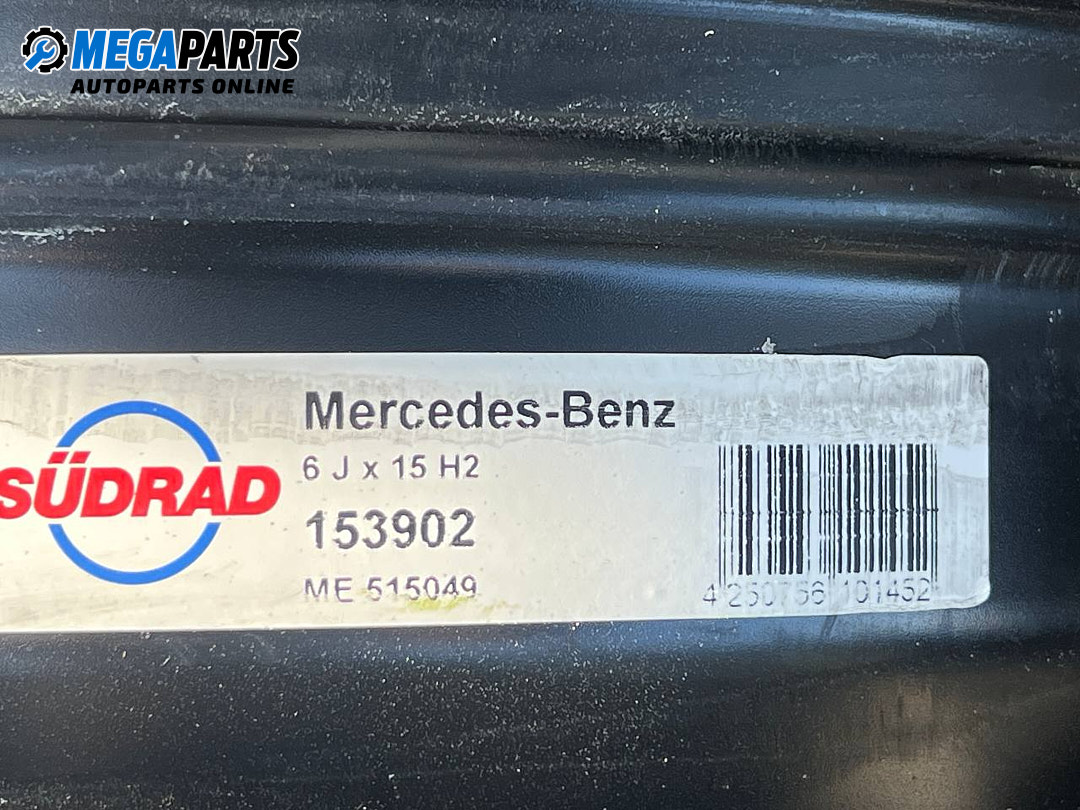 MEGAPARTS
AUTOPARTS ONLINE
SÜDRAD
Mercedes-Benz
6 J x 15 H2
153902
ME 515049
4 250756 101452